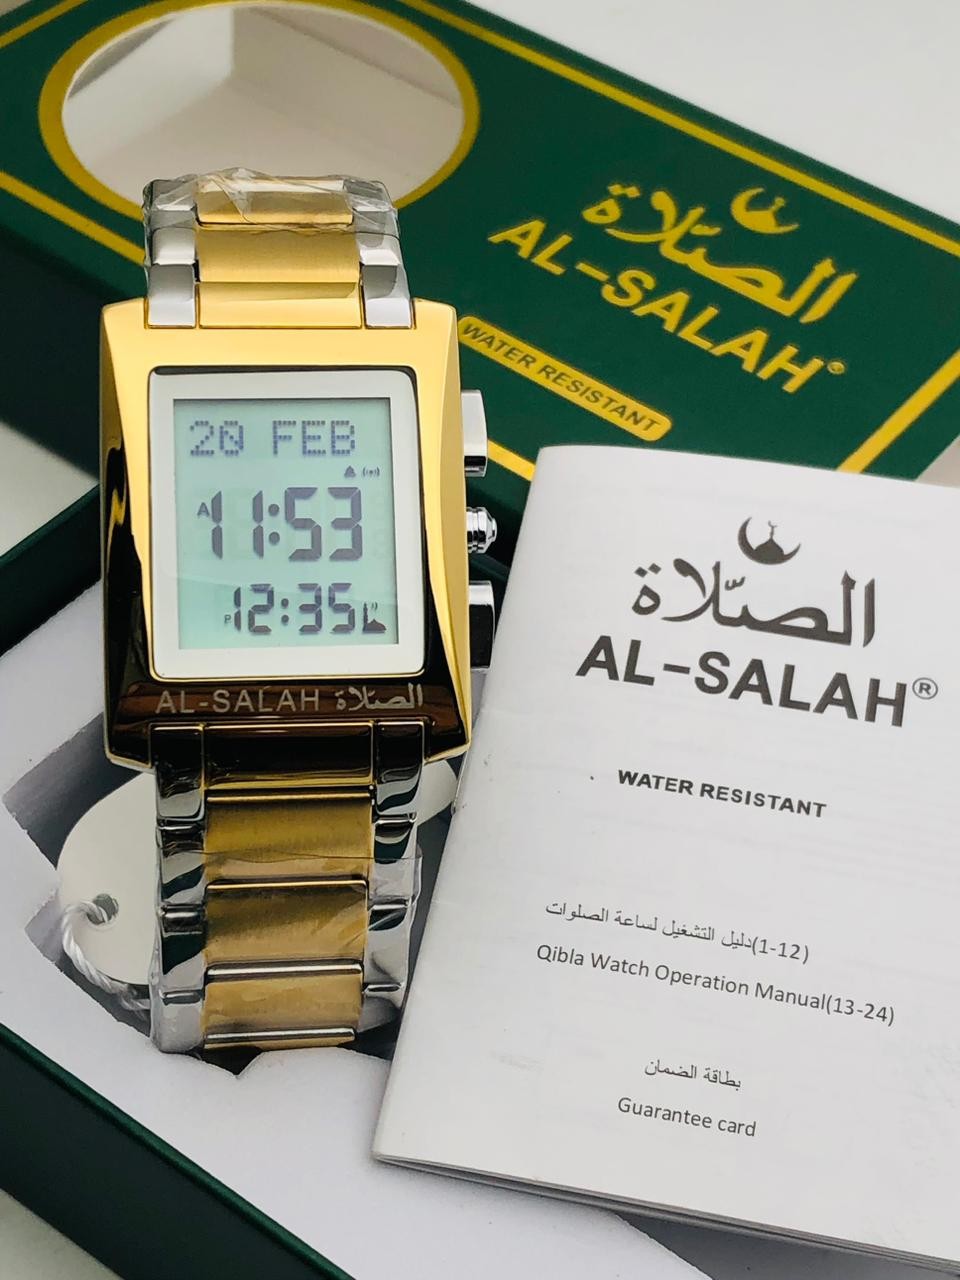 الصلاة
AL-SALAH®
WATER RESISTANT
20 FEB
A 11:53
P 12:35
AL-SALAH الصلاة
الصلاة
AL-SALAH®
WATER RESISTANT
دليل التشغيل لساعة الصلوات(1-12)
Qibla Watch Operation Manual(13-24)
بطاقة الضمان
Guarantee card